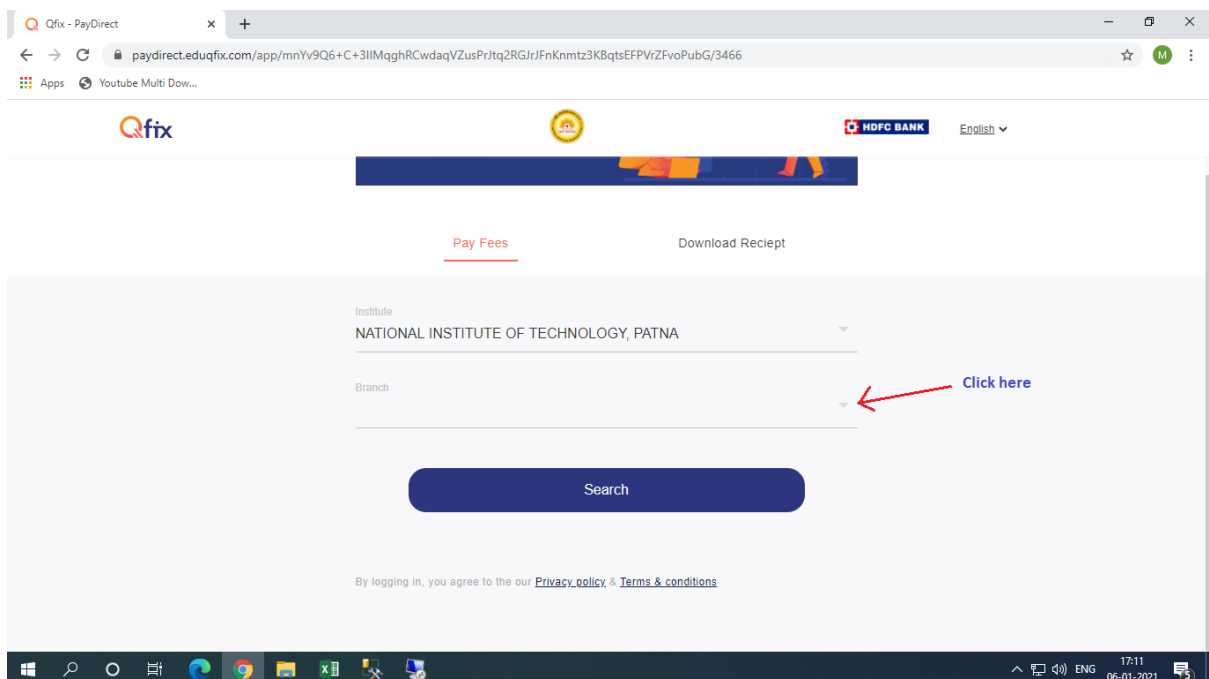 Qfix - PayDirect
paydirect.eduqfix.com/app/mnYv9Q6+C+3IIMqghRCwdaqVZusPrJtq2RGJrJFnKnmtz3KBqtsEFPVrZFvoPubG/3466
M
Apps Youtube Multi Dow...
Qfix HDFC BANK English
Pay Fees Download Reciept
Institute
NATIONAL INSTITUTE OF TECHNOLOGY, PATNA
Branch
Click here
Search
By logging in, you agree to the our Privacy policy & Terms & conditions
ENG 17:11
06-01-2021
5